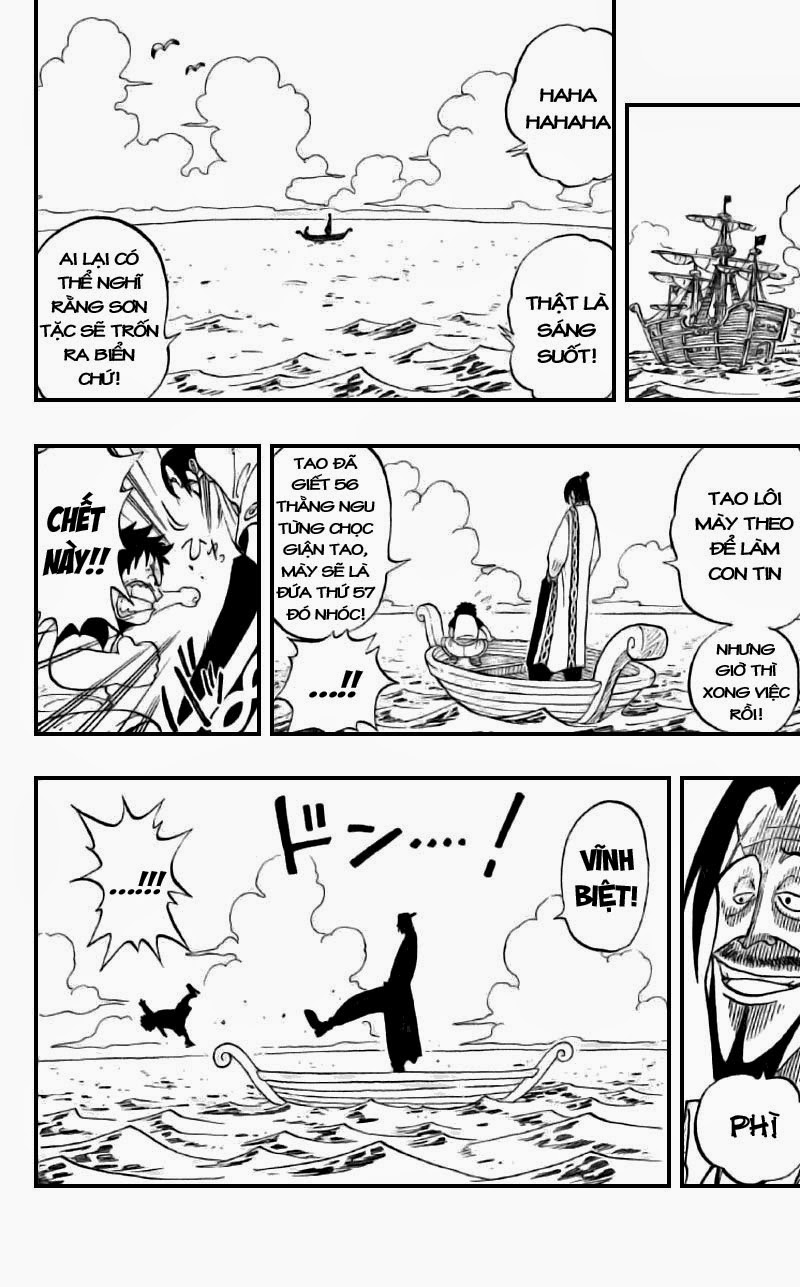 HAHA
HAHAHA
THẬT LÀ
SÁNG
SUỐT!
AI LẠI CÓ
THỂ NGHĨ
RẰNG SƠN
TẶC SẼ TRỐN
RA BIỂN
CHỨ!
TAO LÔI
MÀY THEO
ĐỂ LÀM
CON TIN
NHƯNG
GIỜ THÌ
XONG VIỆC
RỒI!
TAO ĐÃ
GIẾT 56
THẰNG NGU
TỪNG CHỌC
GIẬN TAO,
MÀY SẼ LÀ
ĐỨA THỨ 57
ĐÓ NHÓC!
....!!
CHẾT
NÀY!!
PHÌ
VĨNH
BIỆT!
ドン....!
....!!!